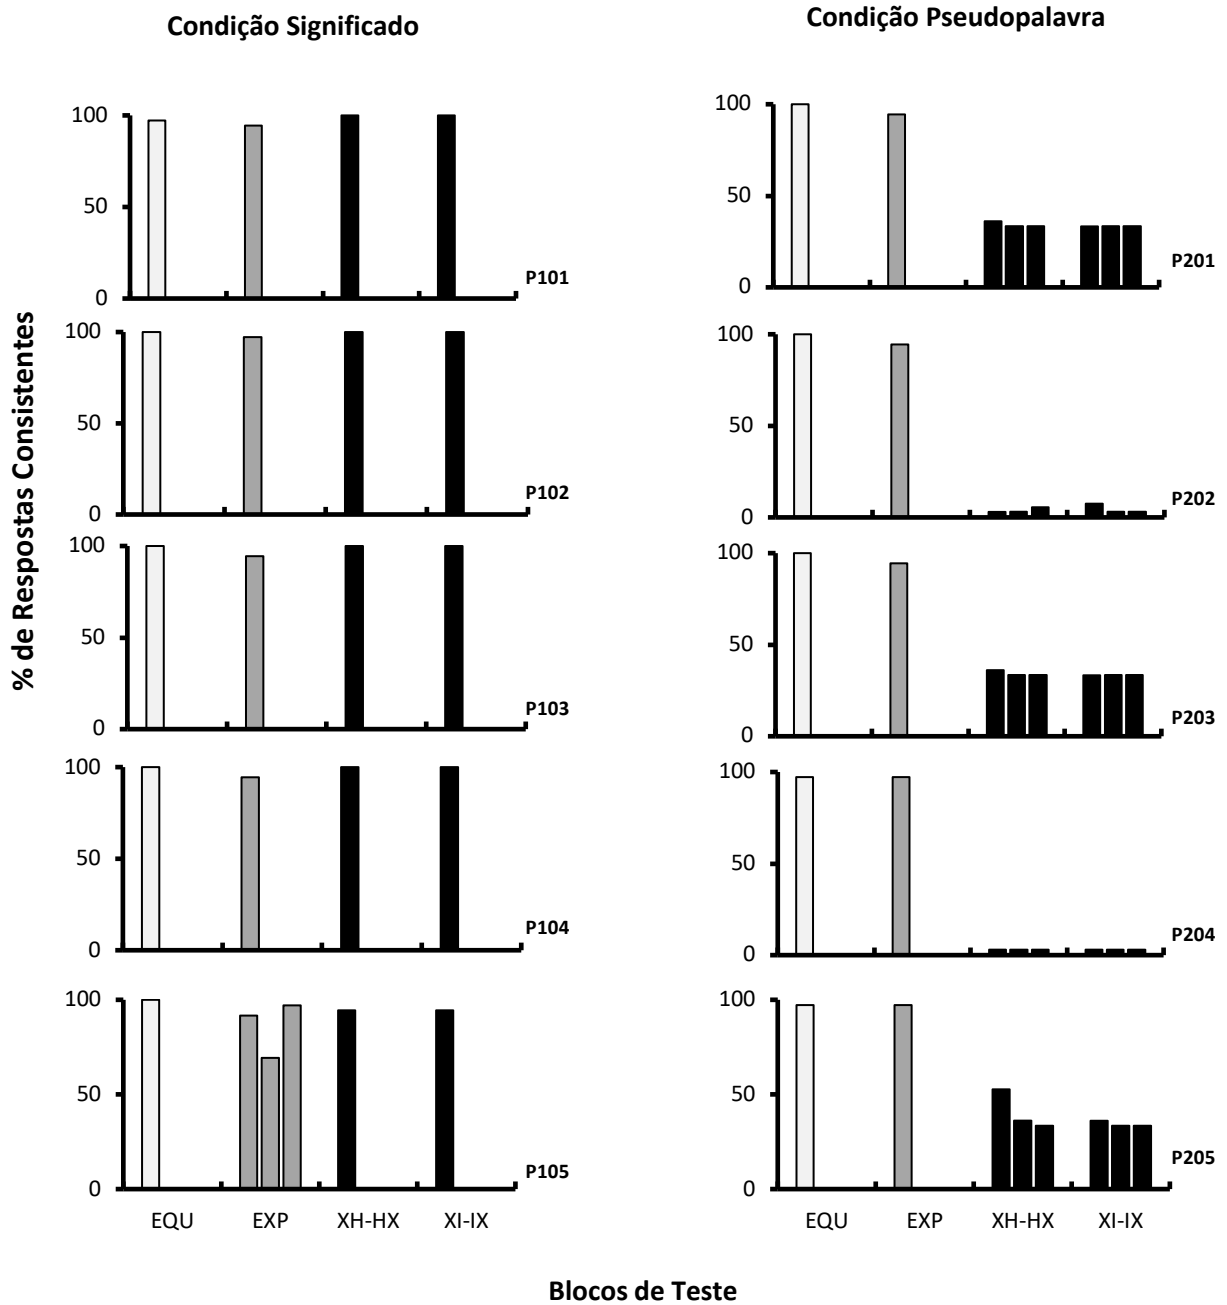 Condição Significado
Condição Pseudopalavra
% de Respostas Consistentes
100
50
0
P101
100
50
0
P102
100
50
0
P103
100
50
0
P104
100
50
0
P105
EQU EXP XH-HX XI-IX
100
50
0
P201
100
50
0
P202
100
50
0
P203
100
50
0
P204
100
50
0
P205
EQU EXP XH-HX XI-IX
Blocos de Teste